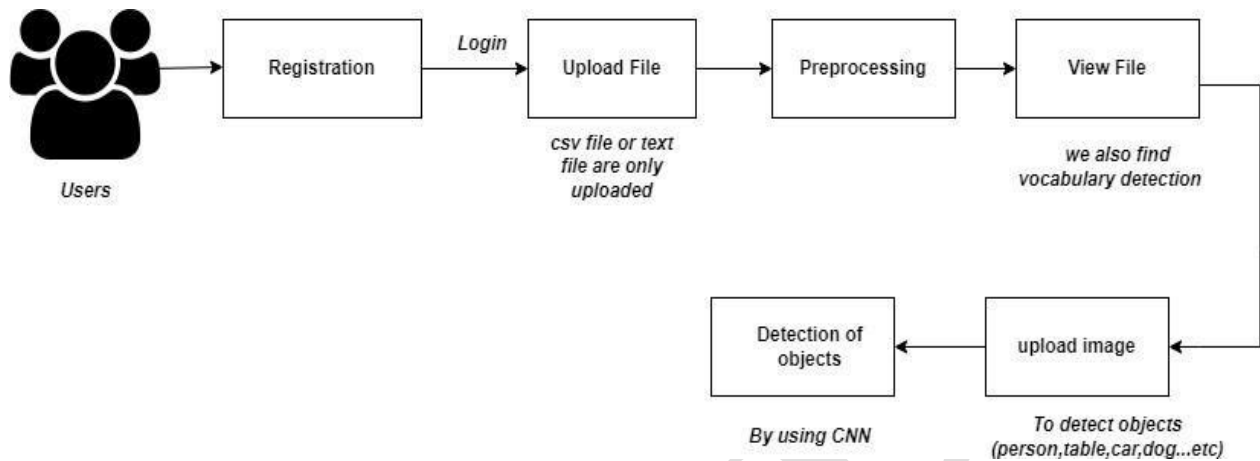 Users
Registration
Login
Upload File
csv file or text
file are only
uploaded
Preprocessing
View File
we also find
vocabulary detection
upload image
To detect objects
(person,table,car,dog...etc)
Detection of
objects
By using CNN